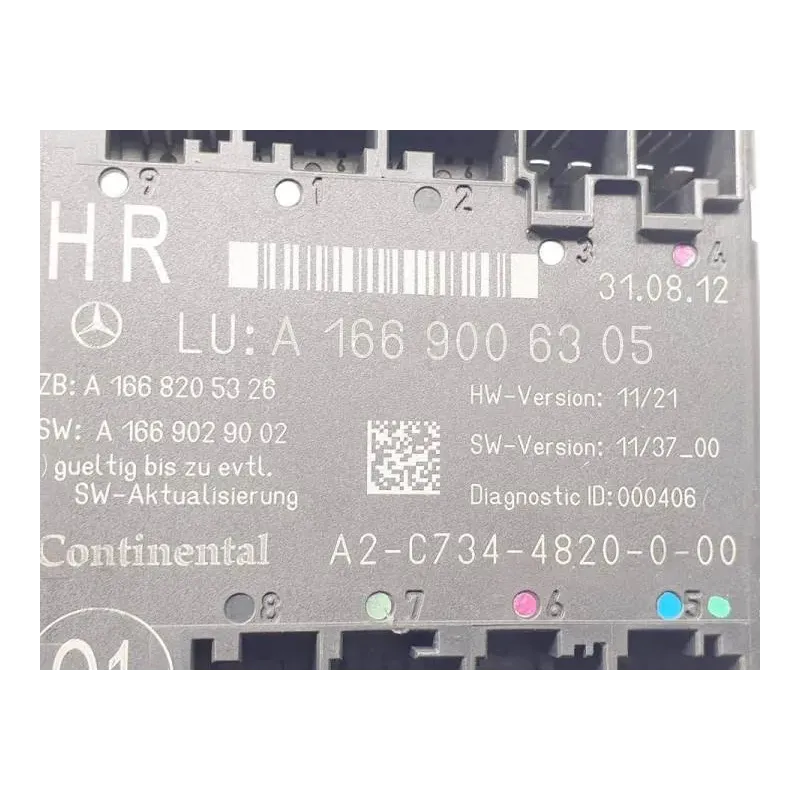 9 1 2
3 4
HR
31.08.12
LU: A 166 900 63 05
ZB: A 166 820 53 26
HW-Version: 11/21
SW: A 166 902 90 02
SW-Version: 11/37_00
) gueltig bis zu evtl.
SW-Aktualisierung
Diagnostic ID: 000406
Continental
A2-C734-4820-0-00
8 7 6 5
01